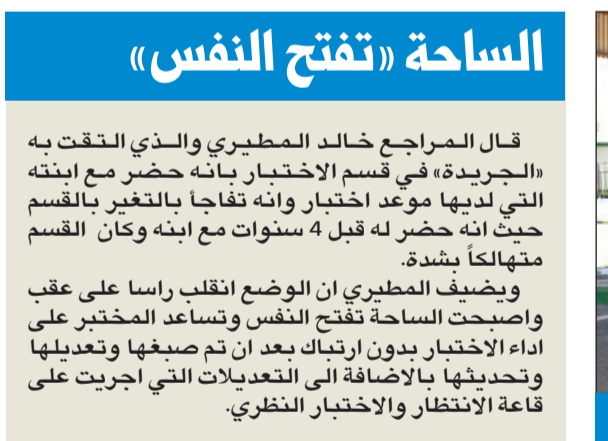 الساحة «تفتح النفس»
قال المراجع خالد المطيري والذي التقت به
«الجريدة» في قسم الاختبار بانه حضر مع ابنته
التي لديها موعد اختبار وانه تفاجأ بالتغير بالقسم
حيث انه حضر له قبل 4 سنوات مع ابنه وكان القسم
متهالكاً بشدة.
ويضيف المطيري ان الوضع انقلب راسا على عقب
واصبحت الساحة تفتح النفس وتساعد المختبر على
اداء الاختبار بدون ارتباك بعد ان تم صبغها وتعديلها
وتحديثها بالاضافة الى التعديلات التي اجريت على
قاعة الانتظار والاختبار النظري.